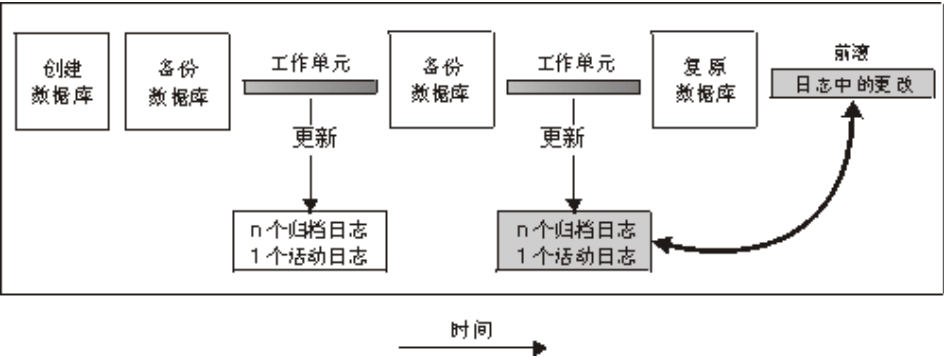 创建
数据库
备份
数据库
工作单元
更新
n个归档日志
1个活动日志
备份
数据库
工作单元
更新
n个归档日志
1个活动日志
复原
数据库
前滚
日志中的更改
时间